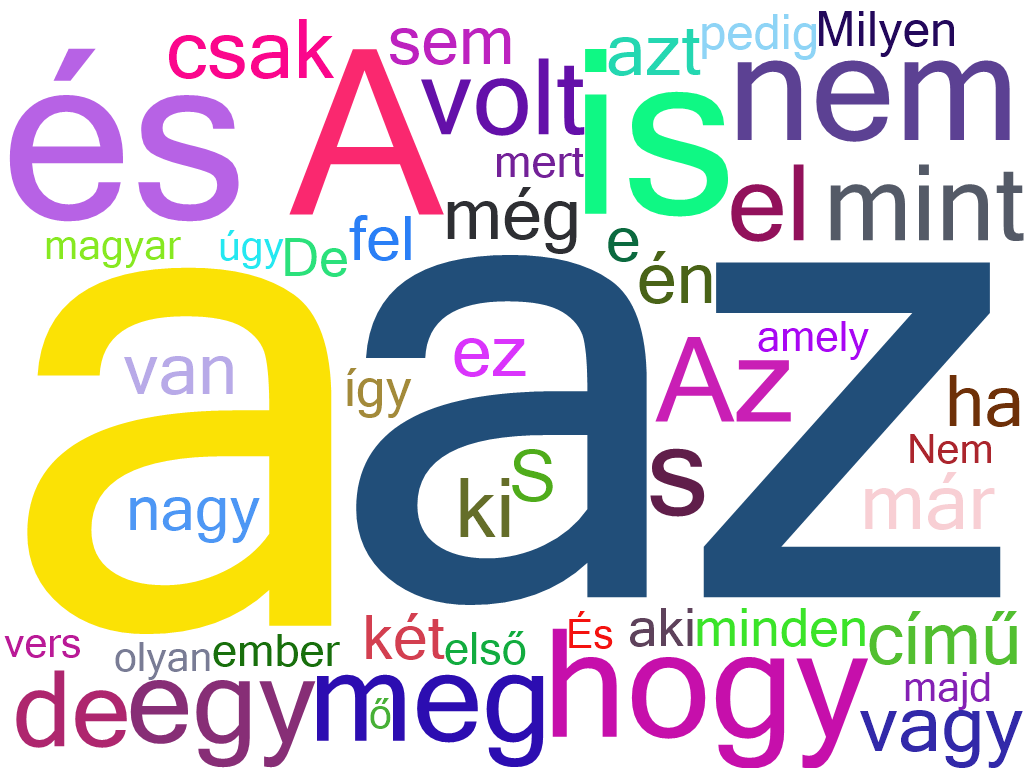 és
csak
A
sem
volt
mert
még
is
azt
pedig
Milyen
nem
el
mint
magyar
úgy
De
fel
e
én
a
az
van
így
ez
Az
amely
ha
Nem
nagy
ki
S
s
már
vers
olyan
ember
két
első
És
aki
minden
című
de
egy
meg
ő
hogy
majd
vagy